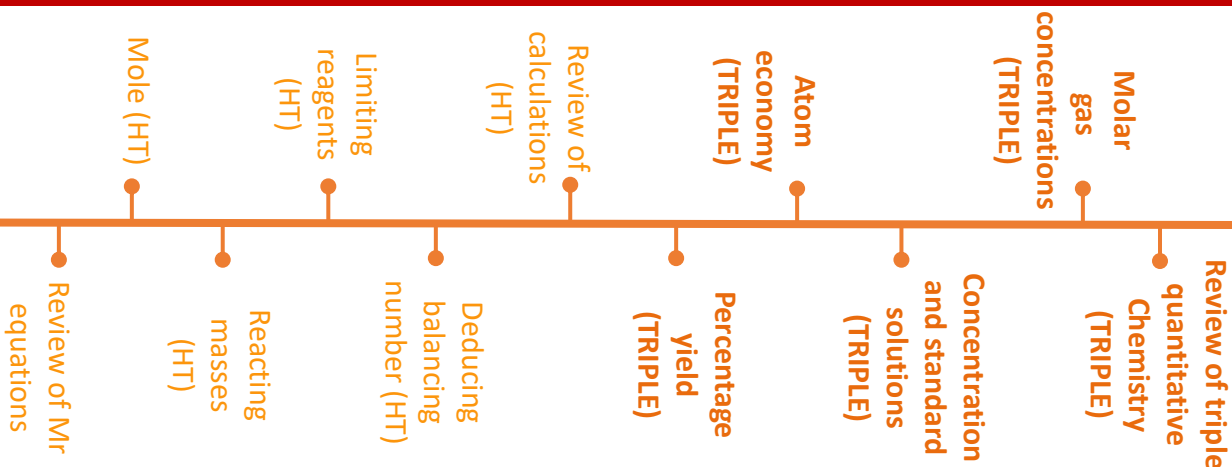 Review of Mr
equations
Mole (HT)
Reacting
masses
(HT)
Limiting
reagents
(HT)
Deducing
balancing
number (HT)
Review of
calculations
(HT)
Percentage
yield
(TRIPLE)
Atom
economy
(TRIPLE)
Concentration
and standard
solutions
(TRIPLE)
Molar
gas
concentrations
(TRIPLE)
Review of triple
quantitative
Chemistry
(TRIPLE)